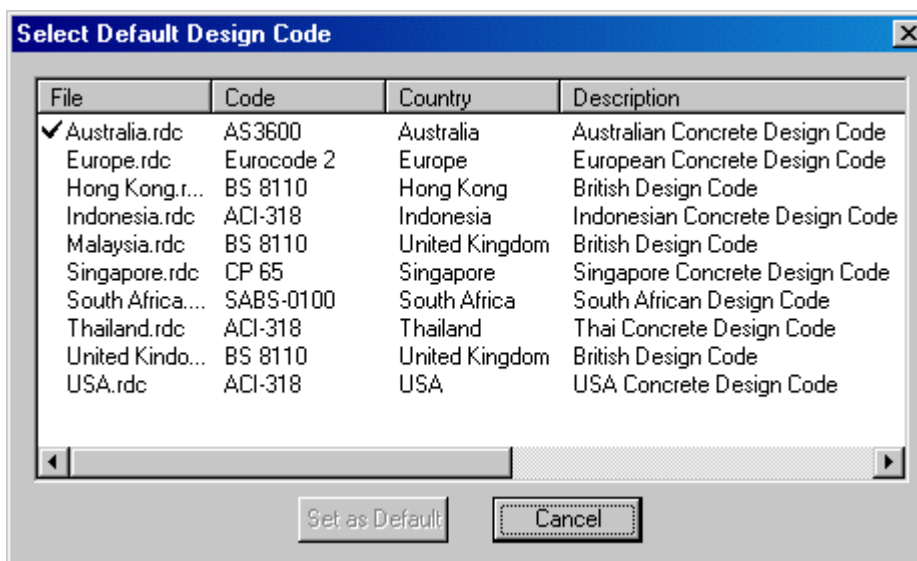 Select Default Design Code
File Code Country Description
Australia.rdc AS3600 Australia Australian Concrete Design Code
Europe.rdc Eurocode 2 Europe European Concrete Design Code
Hong Kong.r... BS 8110 Hong Kong British Design Code
Indonesia.rdc ACI-318 Indonesia Indonesian Concrete Design Code
Malaysia.rdc BS 8110 United Kingdom British Design Code
Singapore.rdc CP 65 Singapore Singapore Concrete Design Code
South Africa.... SABS-0100 South Africa South African Design Code
Thailand.rdc ACI-318 Thailand Thai Concrete Design Code
United Kindo... BS 8110 United Kingdom British Design Code
USA.rdc ACI-318 USA USA Concrete Design Code
Set as Default Cancel